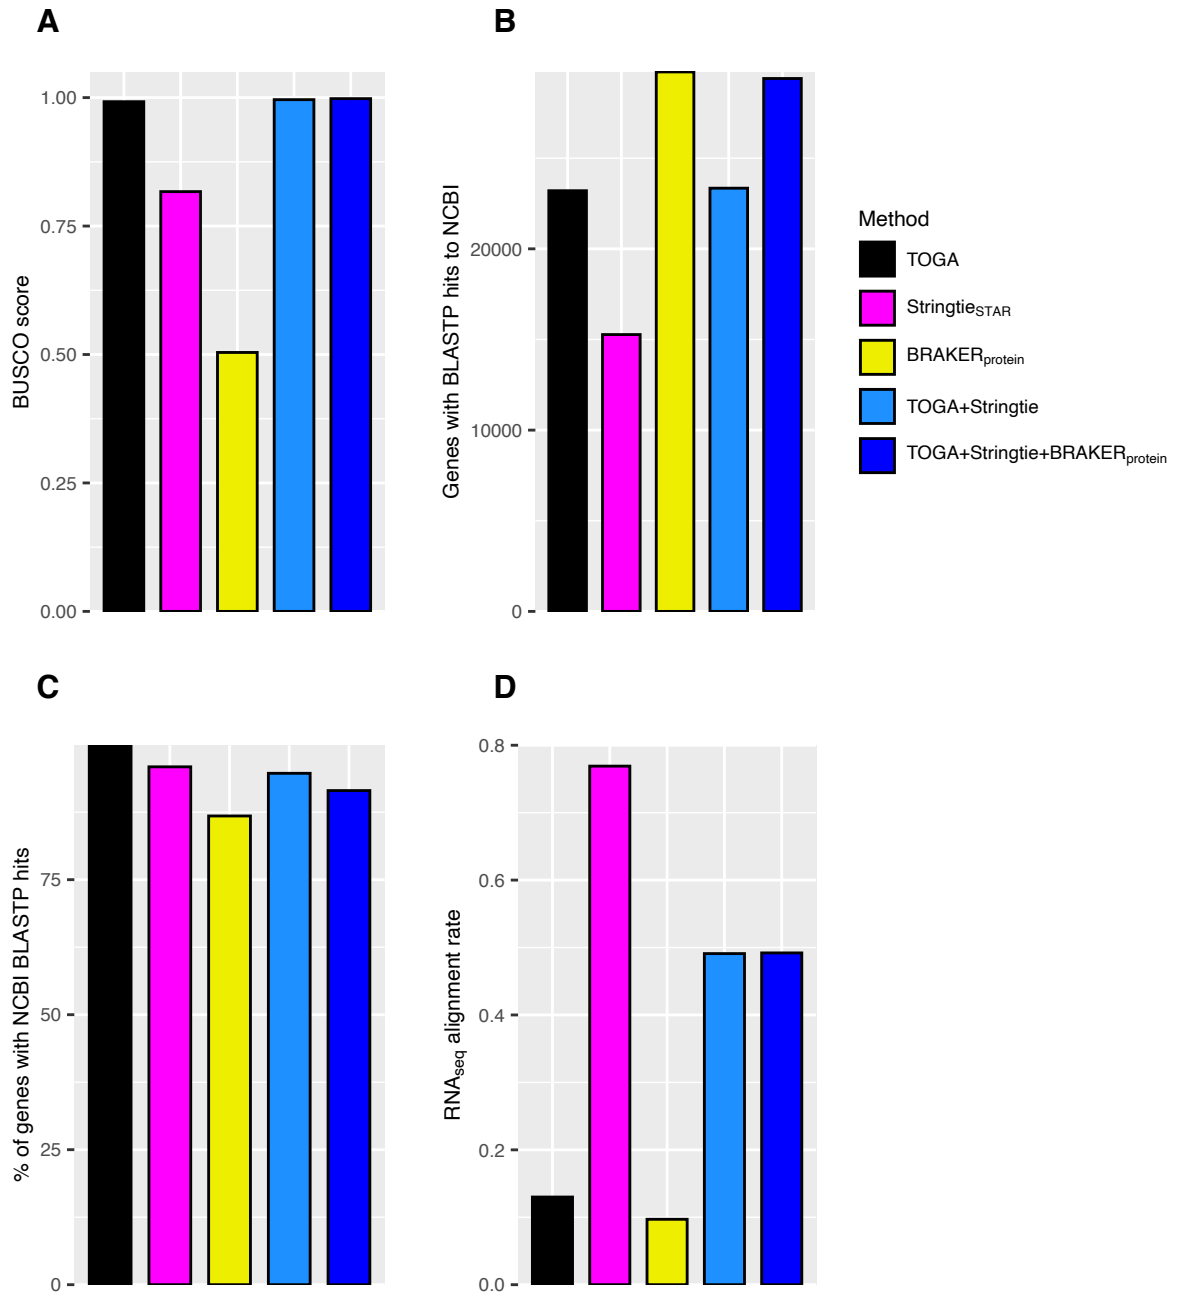 A
BUSCO score
1.00
0.75
0.50
0.25
0.00
B
Genes with BLASTP hits to NCBI
20000
10000
0
Method
TOGA
StringtieSTAR
BRAKERprotein
TOGA+Stringtie
TOGA+Stringtie+BRAKERprotein
C
% of genes with NCBI BLASTP hits
75
50
25
0
D
RNAseq alignment rate
0.8
0.6
0.4
0.2
0.0